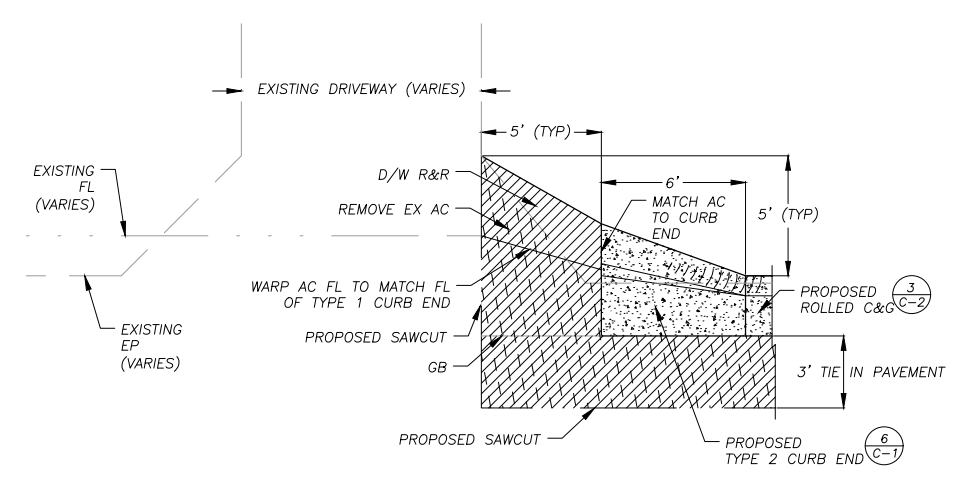 EXISTING DRIVEWAY (VARIES)
5' (TYP)
EXISTING
FL
(VARIES)
D/W R&R
6'
REMOVE EX AC
MATCH AC
TO CURB
END
5' (TYP)
WARP AC FL TO MATCH FL
OF TYPE 1 CURB END
PROPOSED
ROLLED C&G
3
C-2
EXISTING
EP
(VARIES)
PROPOSED SAWCUT
GB
3' TIE IN PAVEMENT
PROPOSED SAWCUT
PROPOSED
TYPE 2 CURB END
6
C-1